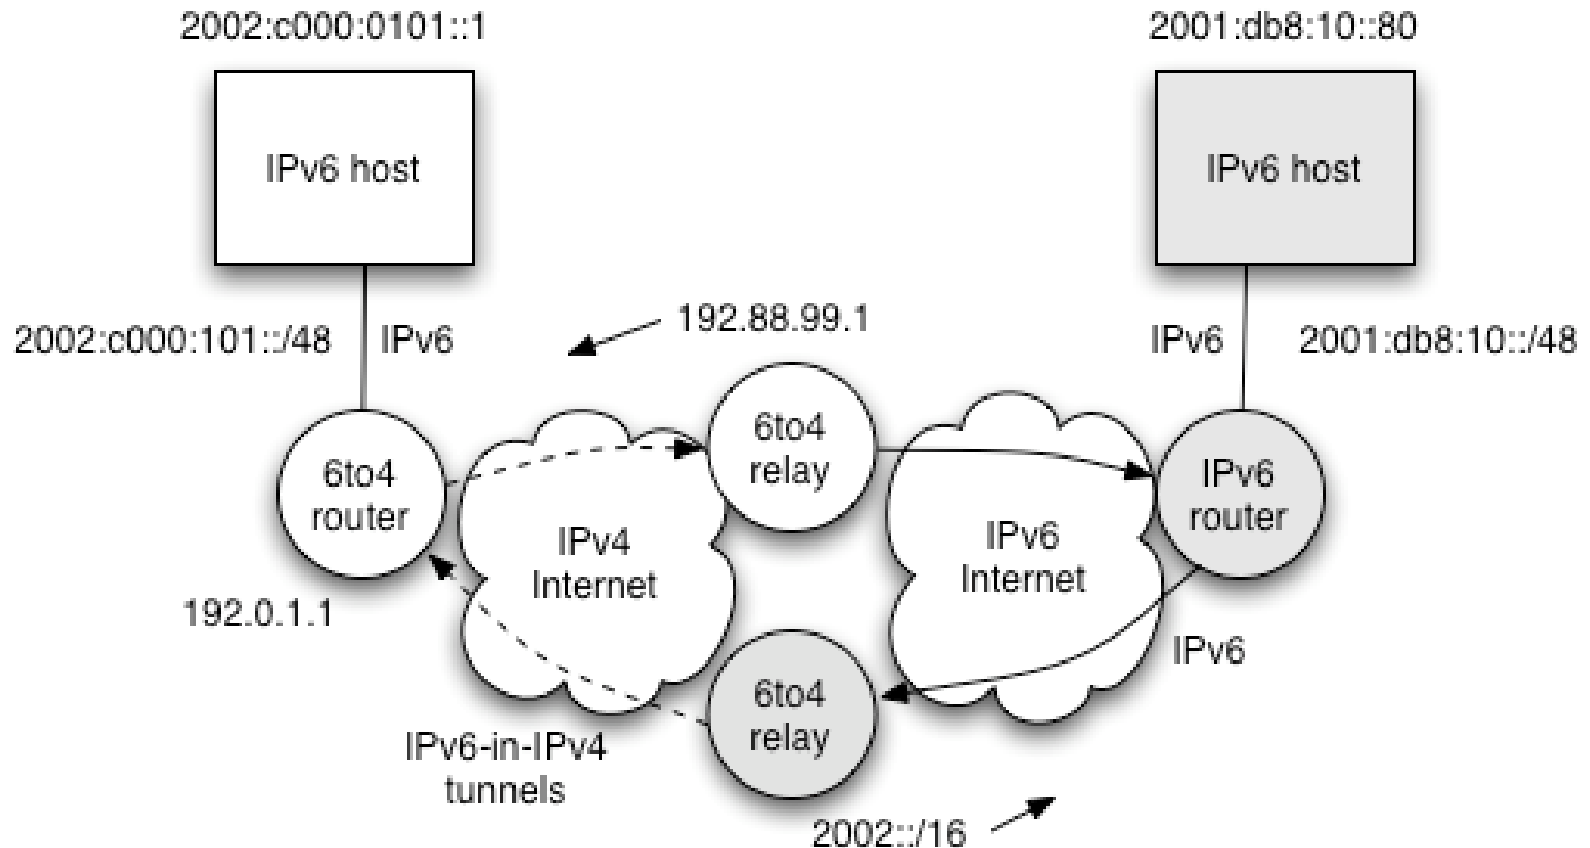 2002:c000:0101::1
2001:db8:10::80
IPv6 host
IPv6 host
192.88.99.1
2002:c000:101::/48
IPv6
IPv6
2001:db8:10::/48
6to4
relay
6to4
router
IPv6
router
IPv4
Internet
IPv6
Internet
192.0.1.1
IPv6
6to4
relay
IPv6-in-IPv4
tunnels
2002::/16